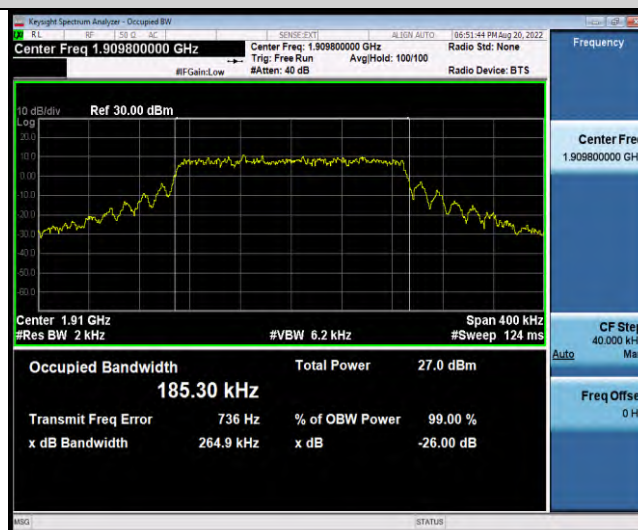 Keysight Spectrum Analyzer - Occupied BW
RL RF 50 Ω AC SENSE:EXT ALIGN AUTO 06:51:44 PM Aug 20, 2022
Center Freq 1.909800000 GHz
Center Freq: 1.909800000 GHz
Radio Std: None
Trig: Free Run Avg|Hold: 100/100
#IFGain:Low #Atten: 40 dB Radio Device: BTS
Frequency
10 dB/div Ref 30.00 dBm
Log
20.0
10.0
0.00
-10.0
-20.0
-30.0
-40.0
-50.0
-60.0
Center 1.91 GHz Span 400 kHz
#Res BW 2 kHz #VBW 6.2 kHz #Sweep 124 ms
Occupied Bandwidth Total Power 27.0 dBm
185.30 kHz
Transmit Freq Error 736 Hz % of OBW Power 99.00 %
x dB Bandwidth 264.9 kHz x dB -26.00 dB
Center Fre
1.909800000 GH
CF Step
40.000 kH
Auto Ma
Freq Offse
0 H
MSG STATUS